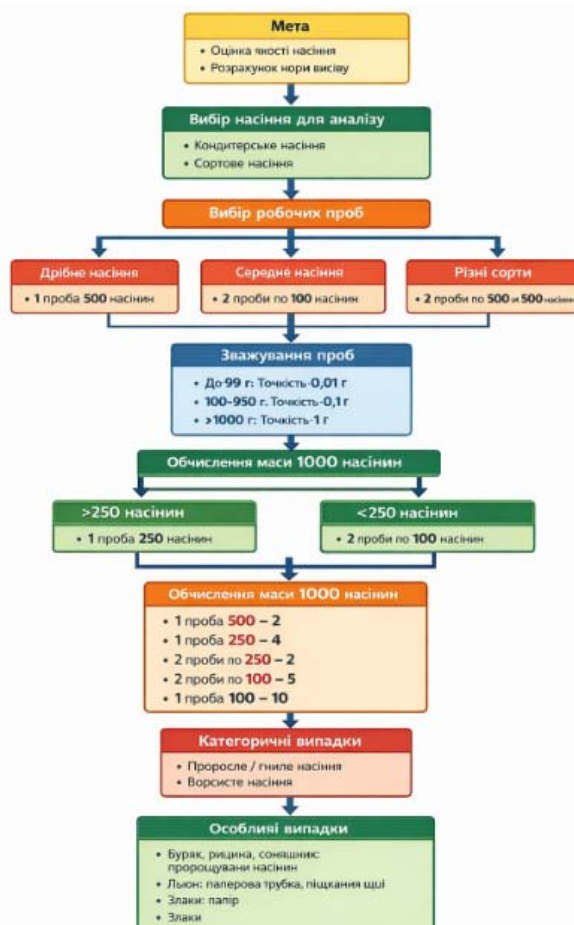 Мета
• Оцінка якості насіння
• Розрахунок нори висіву
Вибір насіння для аналізу
• Кондитерське насіння
• Сортове насіння
Вибір робочих проб
Дрібне насіння
• 1 проба 500 насінин
Середне насіння
• 2 проби по 100 насінин
Різні сорти
• 2 проби по 500 и 500 насінин
Зважування проб
• До 99 г: Точкість-0,01 г
• 100–950 г. Точкість-0,1 г
• >1000 г: Точкість-1 г
Обчислення маси 1000 насінин
>250 насінин
• 1 проба 250 насінин
<250 насінин
• 2 проби по 100 насінин
Обчислення маси 1000 насінин
• 1 проба 500 – 2
• 1 проба 250 – 4
• 2 проби по 250 – 2
• 2 проби по 100 – 5
• 1 проба 100 – 10
Категоричні випадки
• Проросле / гниле насіння
• Ворсисте насіння
Особляві випадки
• Буряк, рицина, соняшник:
пророщувани насінин
• Льон: паперова трубка, піщкания
• Злаки: папір
• Злаки